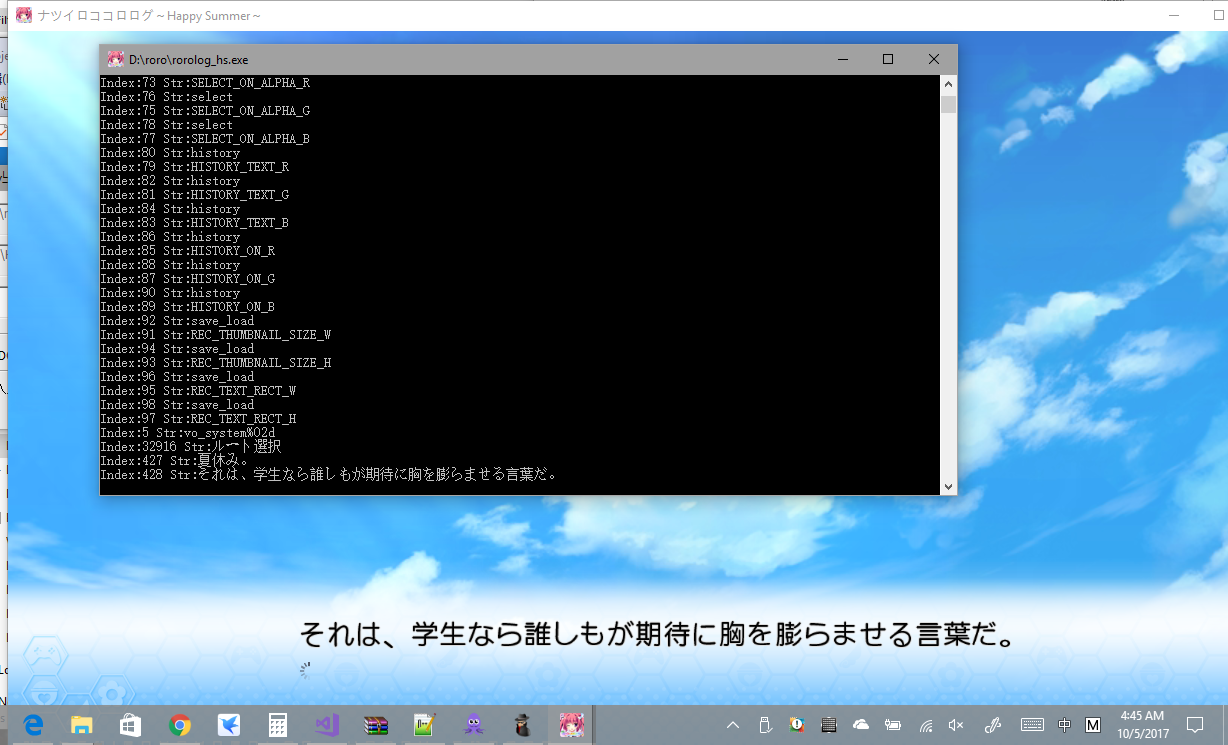 ナツイロココロログ～Happy Summer～
D:\roro\rorolog_hs.exe
Index:73 Str:SELECT_ON_ALPHA_R
Index:76 Str:select
Index:75 Str:SELECT_ON_ALPHA_G
Index:78 Str:select
Index:77 Str:SELECT_ON_ALPHA_B
Index:80 Str:history
Index:79 Str:HISTORY_TEXT_R
Index:82 Str:history
Index:81 Str:HISTORY_TEXT_G
Index:84 Str:history
Index:83 Str:HISTORY_TEXT_B
Index:86 Str:history
Index:85 Str:HISTORY_ON_R
Index:88 Str:history
Index:87 Str:HISTORY_ON_G
Index:90 Str:history
Index:89 Str:HISTORY_ON_B
Index:92 Str:save_load
Index:91 Str:REC_THUMBNAIL_SIZE_W
Index:94 Str:save_load
Index:93 Str:REC_THUMBNAIL_SIZE_H
Index:96 Str:save_load
Index:95 Str:REC_TEXT_RECT_W
Index:98 Str:save_load
Index:97 Str:REC_TEXT_RECT_H
Index:5 Str:vo_system%02d
Index:32916 Str:ルート選択
Index:427 Str:夏休み。
Index:428 Str:それは、学生なら誰しもが期待に胸を膨らませる言葉だ。
それは、学生なら誰しもが期待に胸を膨らませる言葉だ。
中
M
4:45 AM
10/5/2017